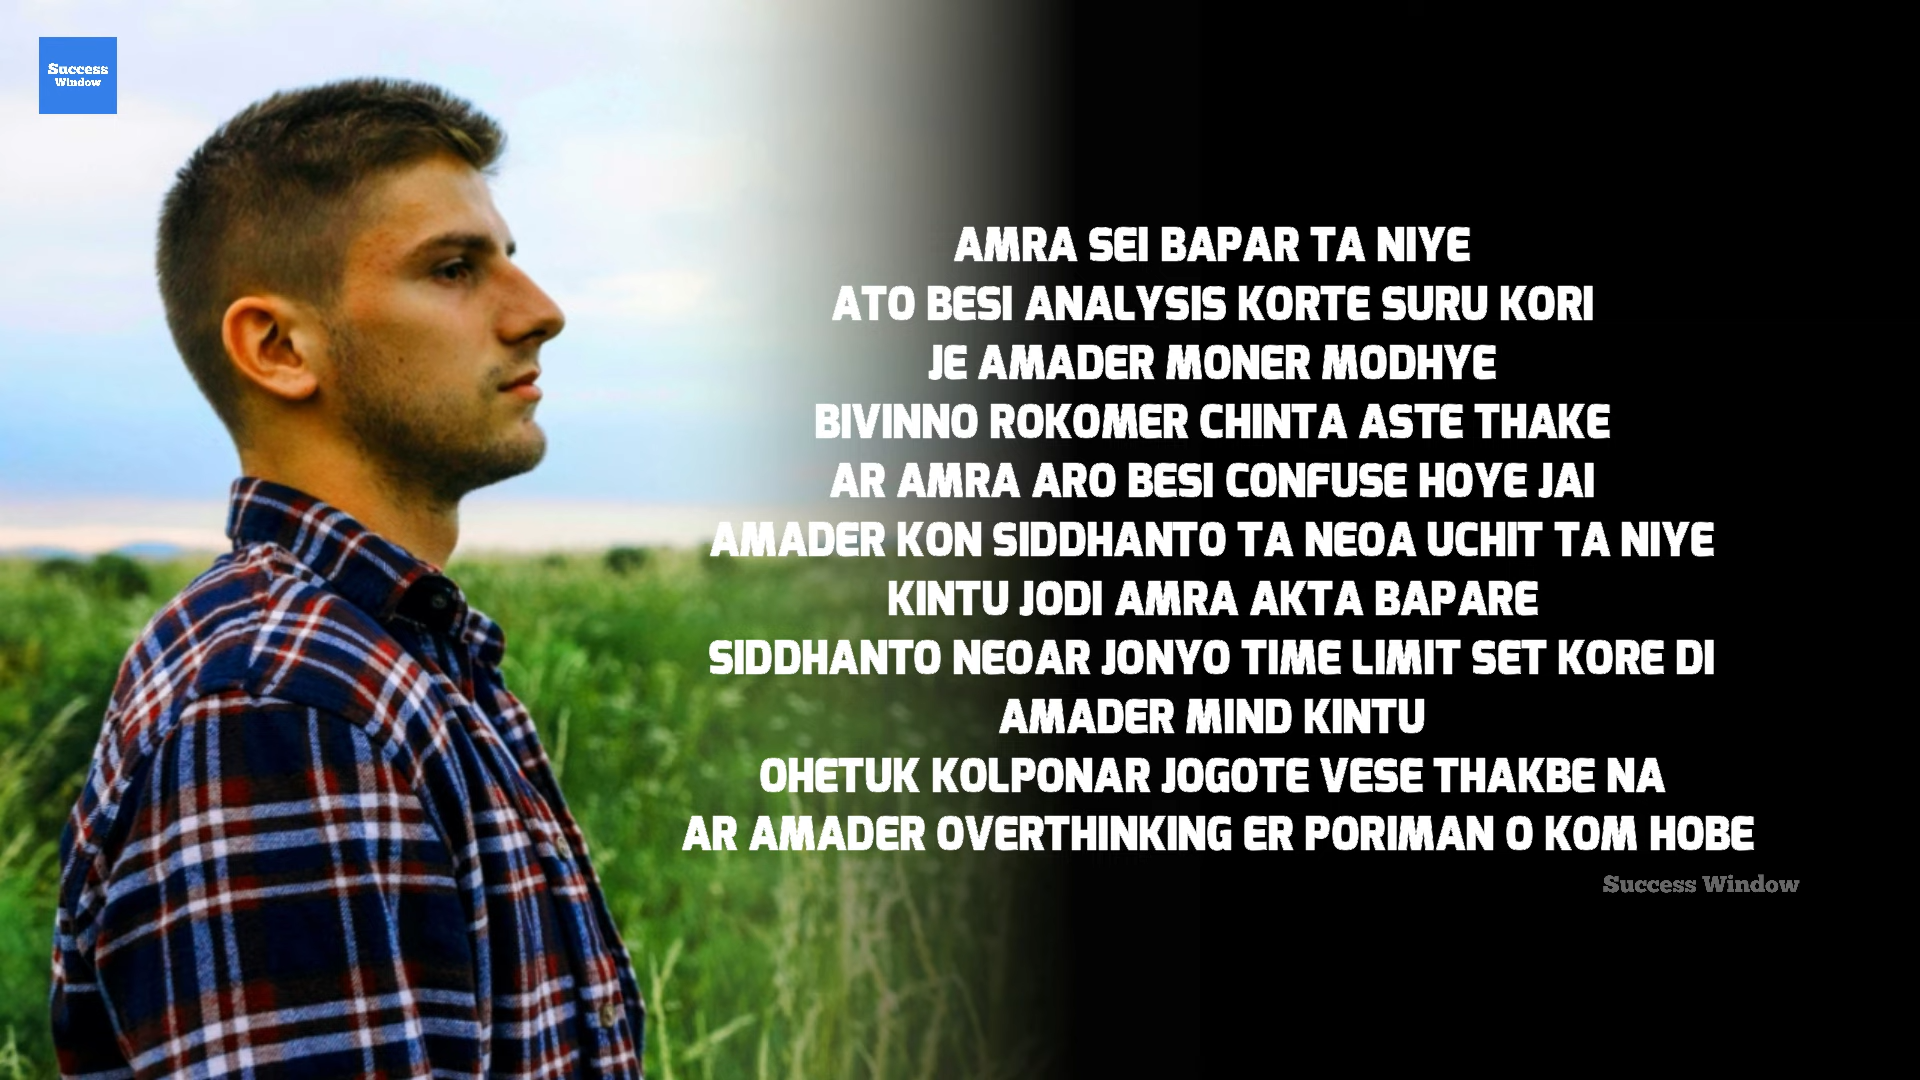 Success
Window
AMRA SEI BAPAR TA NIYE
ATO BESI ANALYSIS KORTE SURU KORI
JE AMADER MONER MODHYE
BIVINNO ROKOMER CHINTA ASTE THAKE
AR AMRA ARO BESI CONFUSE HOYE JAI
AMADER KON SIDDHANTO TA NEOA UCHIT TA NIYE
KINTU JODI AMRA AKTA BAPARE
SIDDHANTO NEOAR JONYO TIME LIMIT SET KORE DI
AMADER MIND KINTU
OHETUK KOLPONAR JOGOTE VESE THAKBE NA
AR AMADER OVERTHINKING ER PORIMAN O KOM HOBE
Success Window